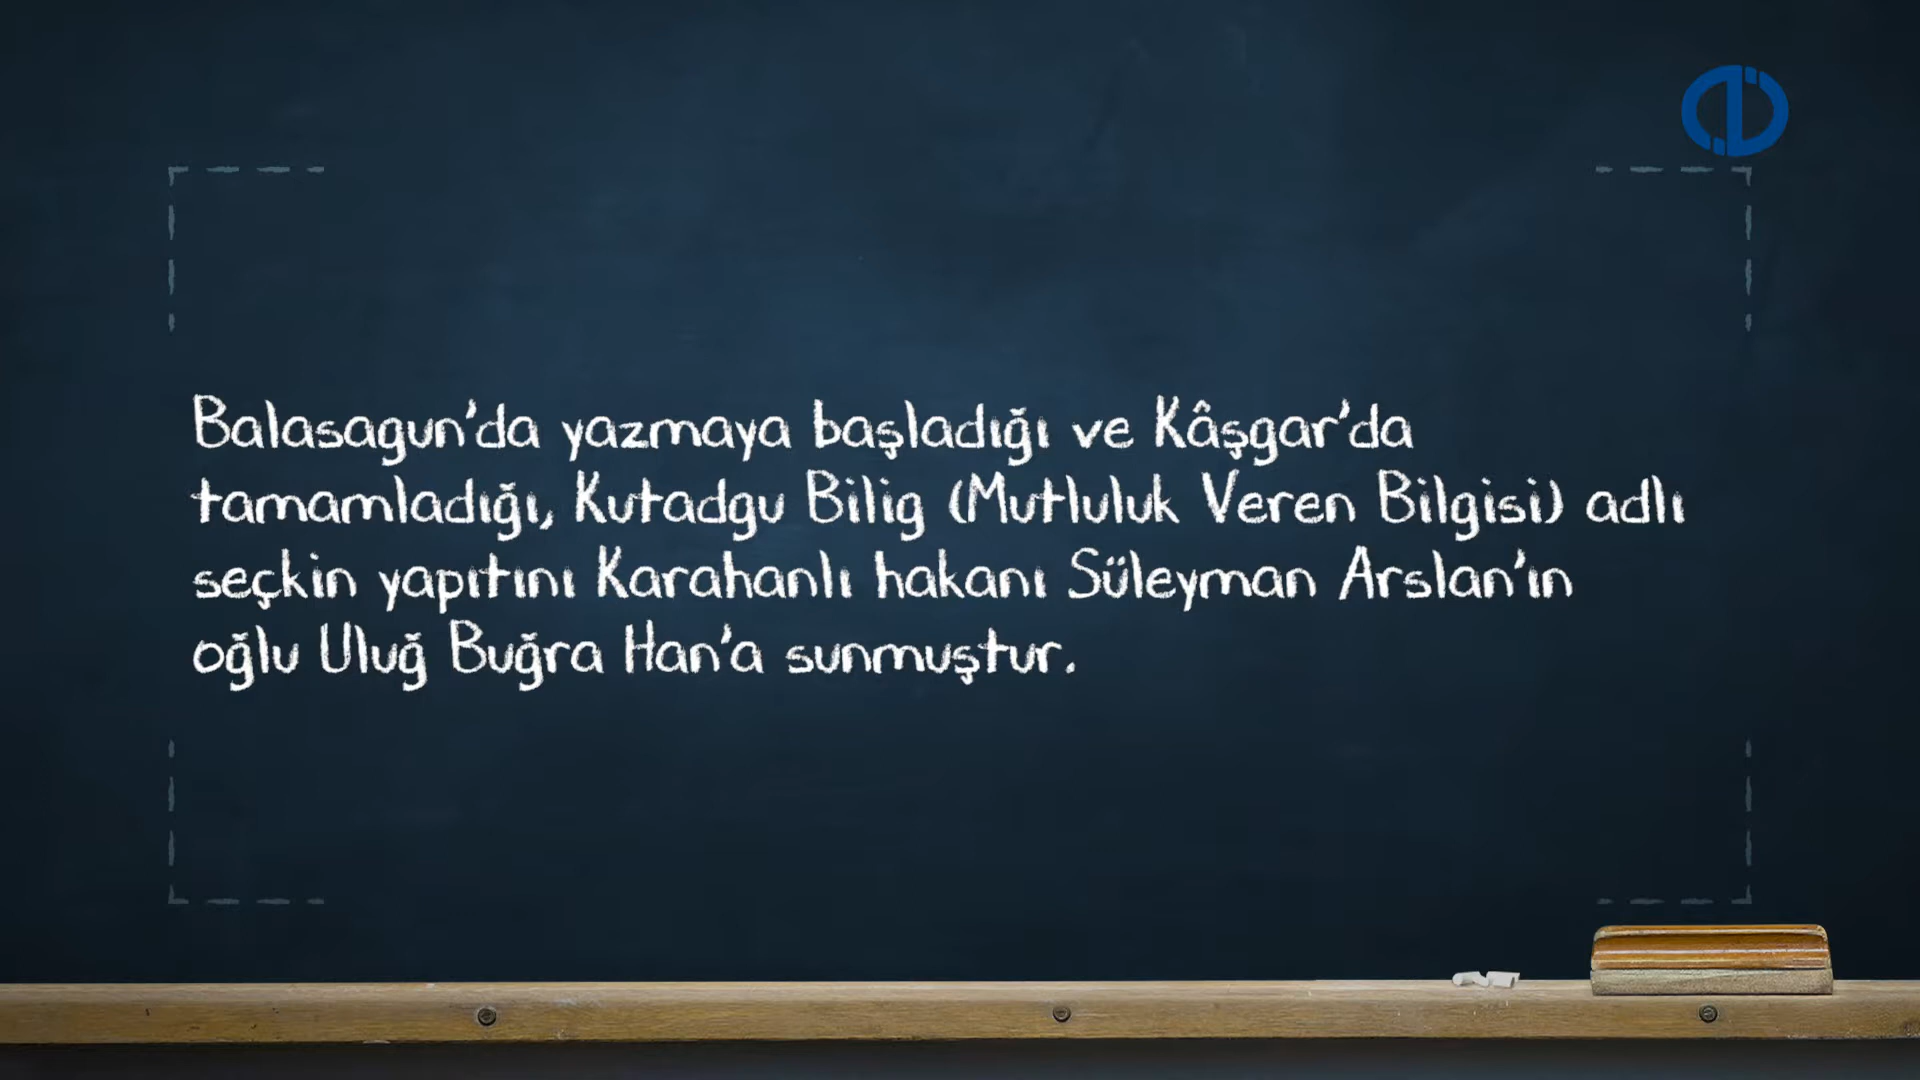 Balasagun'da yazmaya başladığı ve Kâşgar'da
tamamladığı, Kutadgu Bilig (Mutluluk Veren Bilgisi) adlı
seçkin yapıtını Karahanlı hakanı Süleyman Arslan'ın
oğlu Uluğ Buğra Han'a sunmuştur.